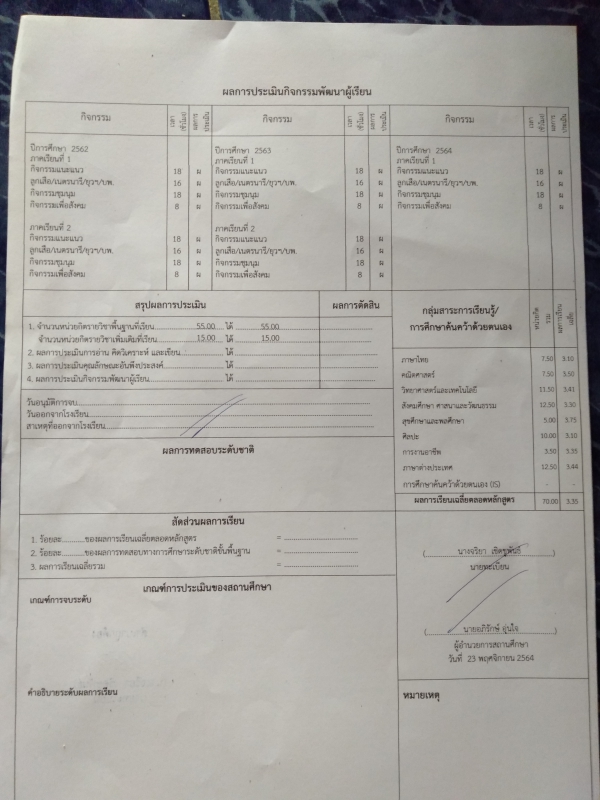 ผลการประเมินกิจกรรมพัฒนาผู้เรียน
กิจกรรม เวลา (ชั่วโมง) ผลการประเมิน กิจกรรม เวลา (ชั่วโมง) ผลการประเมิน กิจกรรม เวลา (ชั่วโมง) ผลการประเมิน
ปีการศึกษา 2562 ปีการศึกษา 2563 ปีการศึกษา 2564
ภาคเรียนที่ 1 ภาคเรียนที่ 1 ภาคเรียนที่ 1
กิจกรรมแนะแนว 18 ผ กิจกรรมแนะแนว 18 ผ กิจกรรมแนะแนว 18 ผ
ลูกเสือ/เนตรนารี/ยุวฯ/บพ. 16 ผ ลูกเสือ/เนตรนารี/ยุวฯ/บพ. 16 ผ ลูกเสือ/เนตรนารี/ยุวฯ/บพ. 16 ผ
กิจกรรมชุมนุม 18 ผ กิจกรรมชุมนุม 18 ผ กิจกรรมชุมนุม 18 ผ
กิจกรรมเพื่อสังคม 8 ผ กิจกรรมเพื่อสังคม 8 ผ กิจกรรมเพื่อสังคม 8 ผ
ภาคเรียนที่ 2 ภาคเรียนที่ 2
กิจกรรมแนะแนว 18 ผ กิจกรรมแนะแนว 18 ผ
ลูกเสือ/เนตรนารี/ยุวฯ/บพ. 16 ผ ลูกเสือ/เนตรนารี/ยุวฯ/บพ. 16 ผ
กิจกรรมชุมนุม 18 ผ กิจกรรมชุมนุม 18 ผ
กิจกรรมเพื่อสังคม 8 ผ กิจกรรมเพื่อสังคม 8 ผ
สรุปผลการประเมิน ผลการตัดสิน
1. จำนวนหน่วยกิตรายวิชาพื้นฐานที่เรียน 55.00 ได้ 55.00
จำนวนหน่วยกิตรายวิชาเพิ่มเติมที่เรียน 15.00 ได้ 15.00
2. ผลการประเมินการอ่าน คิดวิเคราะห์ และเขียน ได้
3. ผลการประเมินคุณลักษณะอันพึงประสงค์ ได้
4. ผลการประเมินกิจกรรมพัฒนาผู้เรียน ได้
วันอนุมัติการจบ
วันออกจากโรงเรียน
สาเหตุที่ออกจากโรงเรียน
ผลการทดสอบระดับชาติ
สัดส่วนผลการเรียน
1. ร้อยละ............ของผลการเรียนเฉลี่ยตลอดหลักสูตร =
2. ร้อยละ............ของผลการทดสอบทางการศึกษาระดับชาติขั้นพื้นฐาน =
3. ผลการเรียนเฉลี่ยรวม =
เกณฑ์การประเมินของสถานศึกษา
เกณฑ์การจบระดับ
คำอธิบายระดับผลการเรียน
กลุ่มสาระการเรียนรู้/ หน่วยกิตรวม ผลการเรียนเฉลี่ย
การศึกษาค้นคว้าด้วยตนเอง
ภาษาไทย 7.50 3.10
คณิตศาสตร์ 7.50 3.50
วิทยาศาสตร์และเทคโนโลยี 11.50 3.41
สังคมศึกษา ศาสนาและวัฒนธรรม 12.50
สุขศึกษาและพลศึกษา 5.00 3.75
ศิลปะ 10.00 3.10
การงานอาชีพ 3.50 3.35
ภาษาต่างประเทศ 12.50 3.44
การศึกษาค้นคว้าด้วยตนเอง (IS) - -
ผลการเรียนเฉลี่ยตลอดหลักสูตร 70.00 3.35
(นางจริยา เชิดชูพันธ์)
นายทะเบียน
(นายอภิรักษ์ อุ่นใจ)
ผู้อำนวยการสถานศึกษา
วันที่ 23 พฤศจิกายน 2564
หมายเหตุ